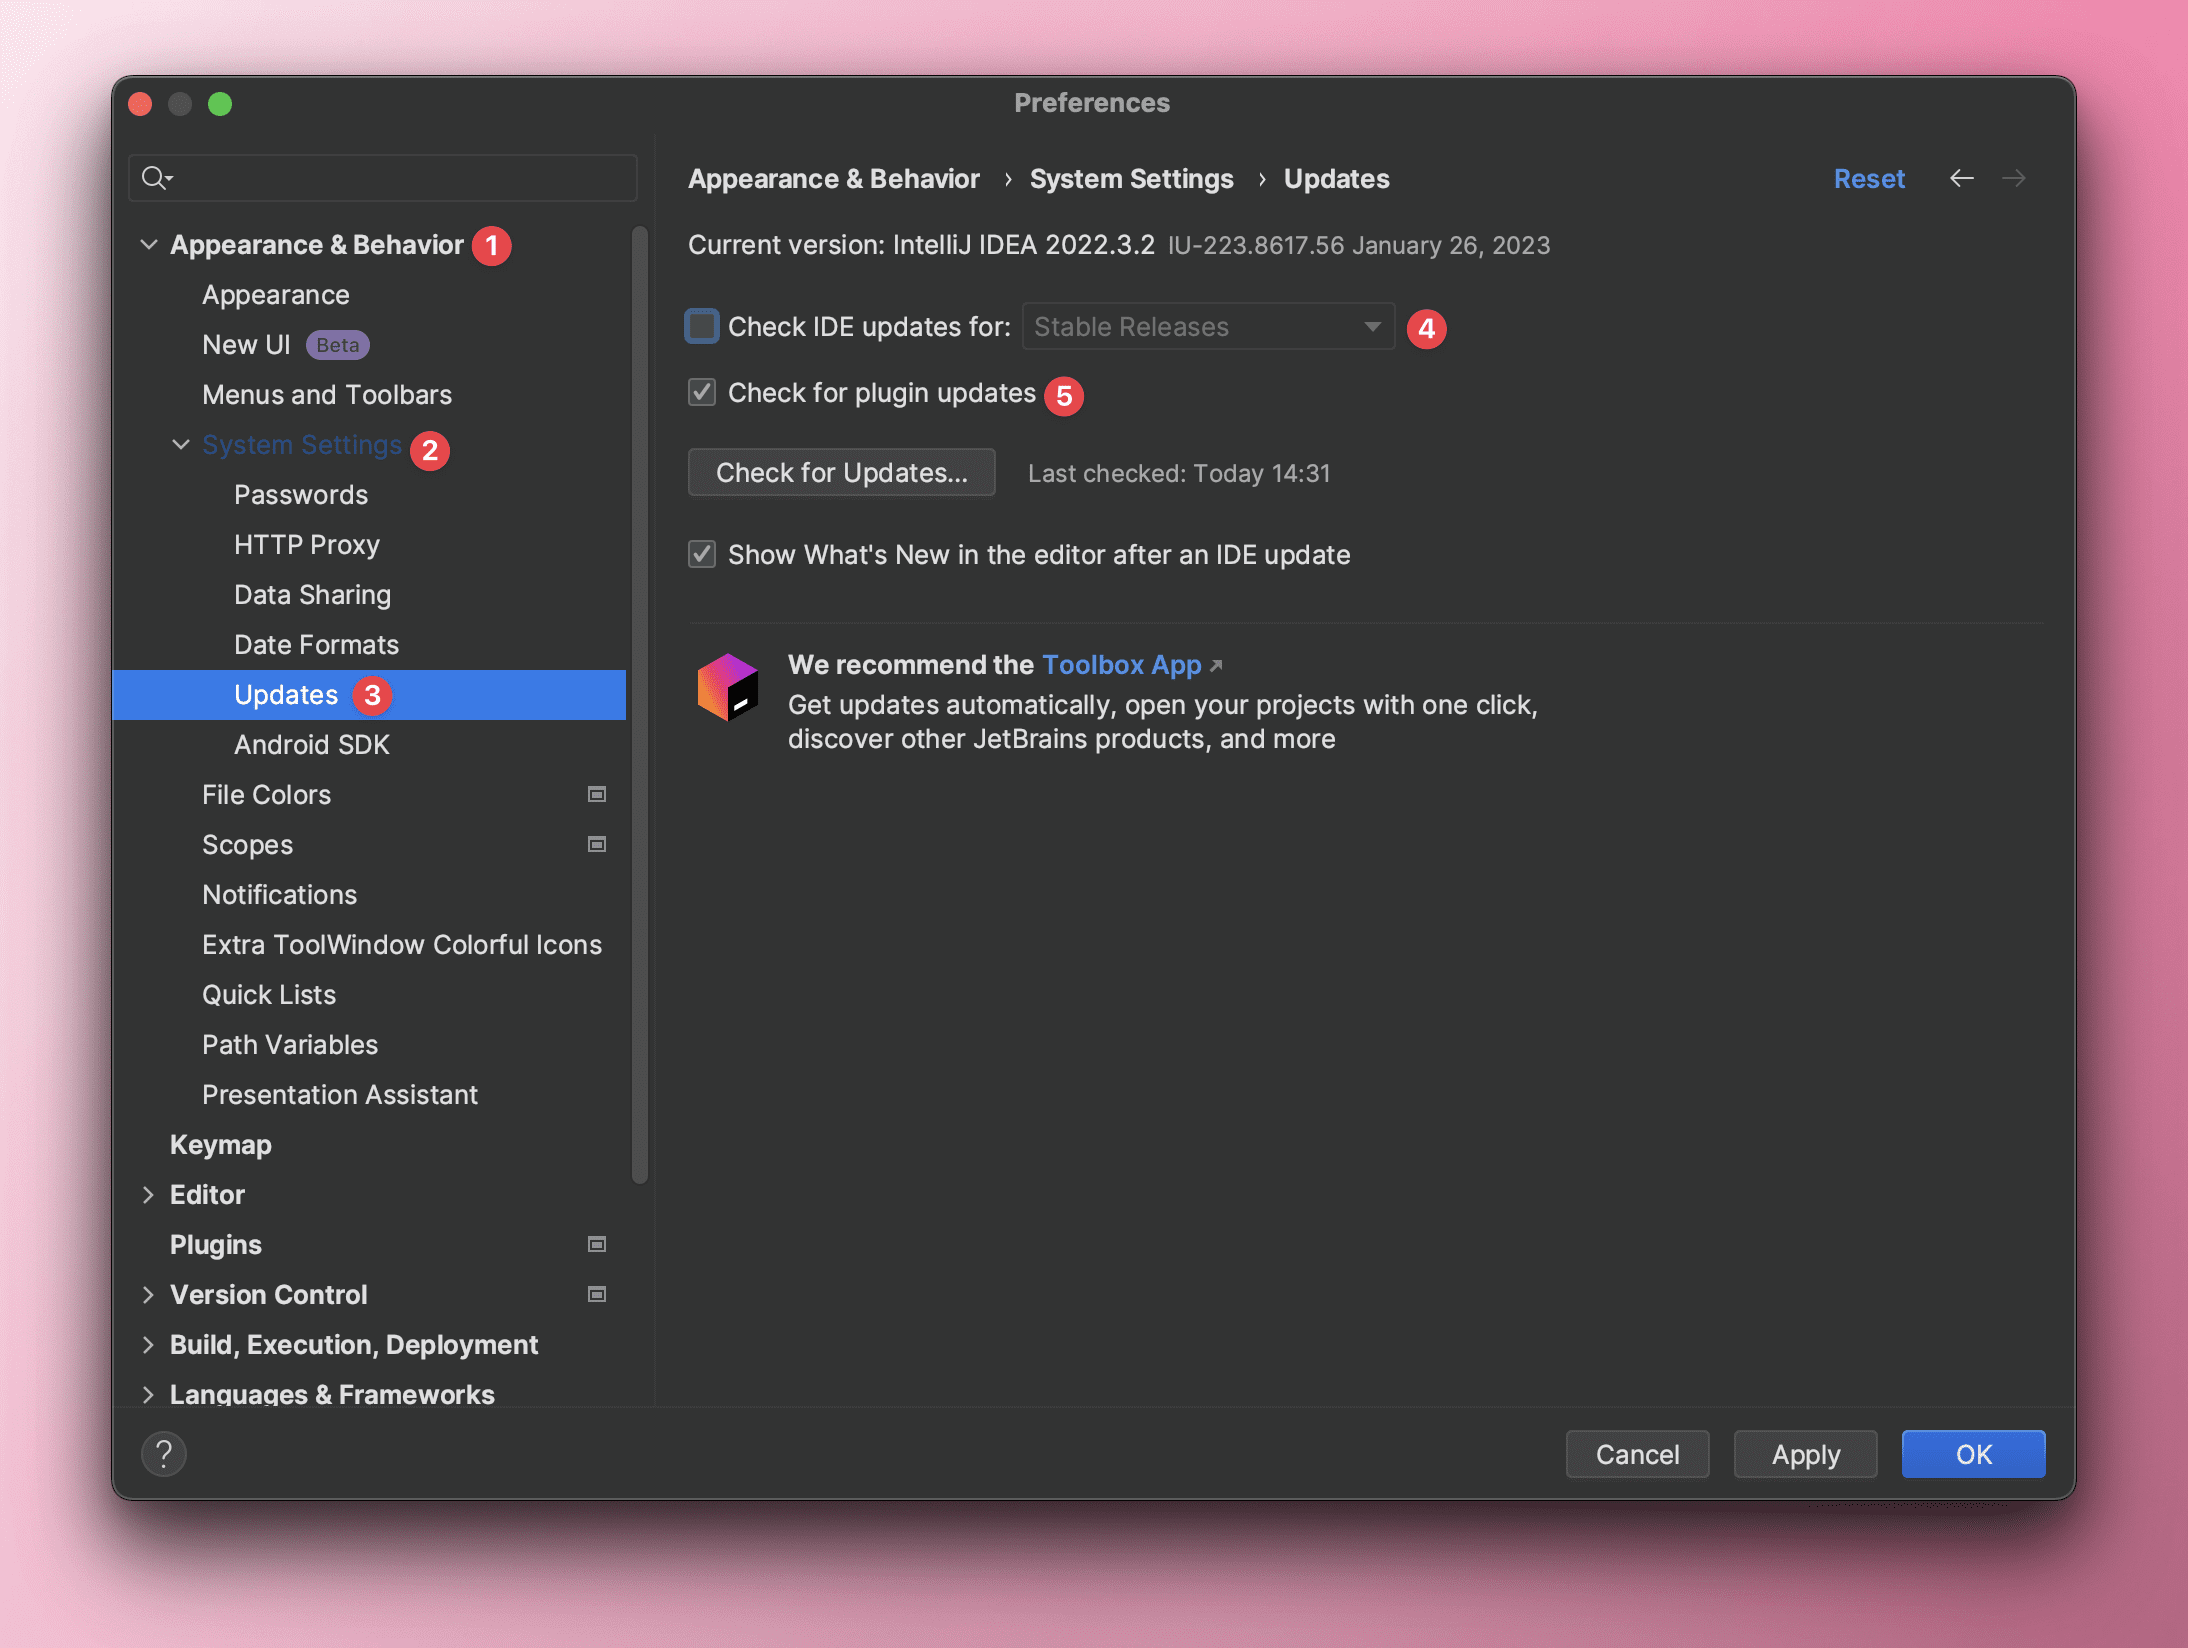 Preferences
Appearance & Behavior 1
Appearance
New UI Beta
Menus and Toolbars
System Settings 2
Passwords
HTTP Proxy
Data Sharing
Date Formats
Updates 3
Android SDK
File Colors
Scopes
Notifications
Extra ToolWindow Colorful Icons
Quick Lists
Path Variables
Presentation Assistant
Keymap
Editor
Plugins
Version Control
Build, Execution, Deployment
Languages & Frameworks
Appearance & Behavior › System Settings › Updates Reset
Current version: IntelliJ IDEA 2022.3.2 IU-223.8617.56 January 26, 2023
Check IDE updates for: Stable Releases 4
Check for plugin updates 5
Check for Updates... Last checked: Today 14:31
Show What's New in the editor after an IDE update
We recommend the Toolbox App
Get updates automatically, open your projects with one click,
discover other JetBrains products, and more
? Cancel Apply OK